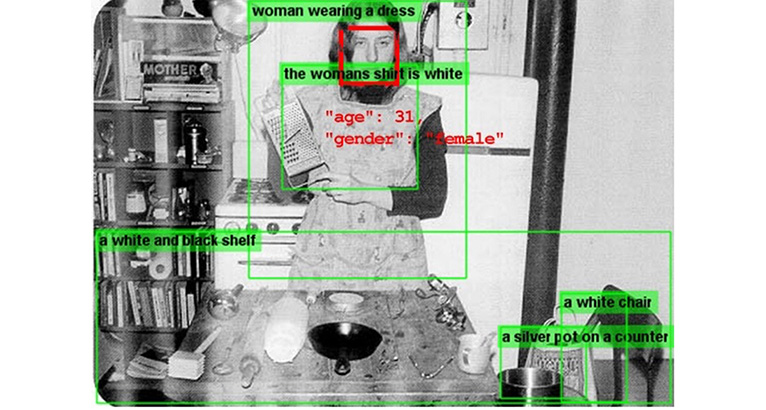 woman wearing a dress
the womans shirt is white
MOTHER
"age": 31,
"gender": "female"
a white and black shelf
a white chair
a silver pot on a counter